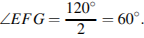 ∠EFG = 120°/2 = 60°.